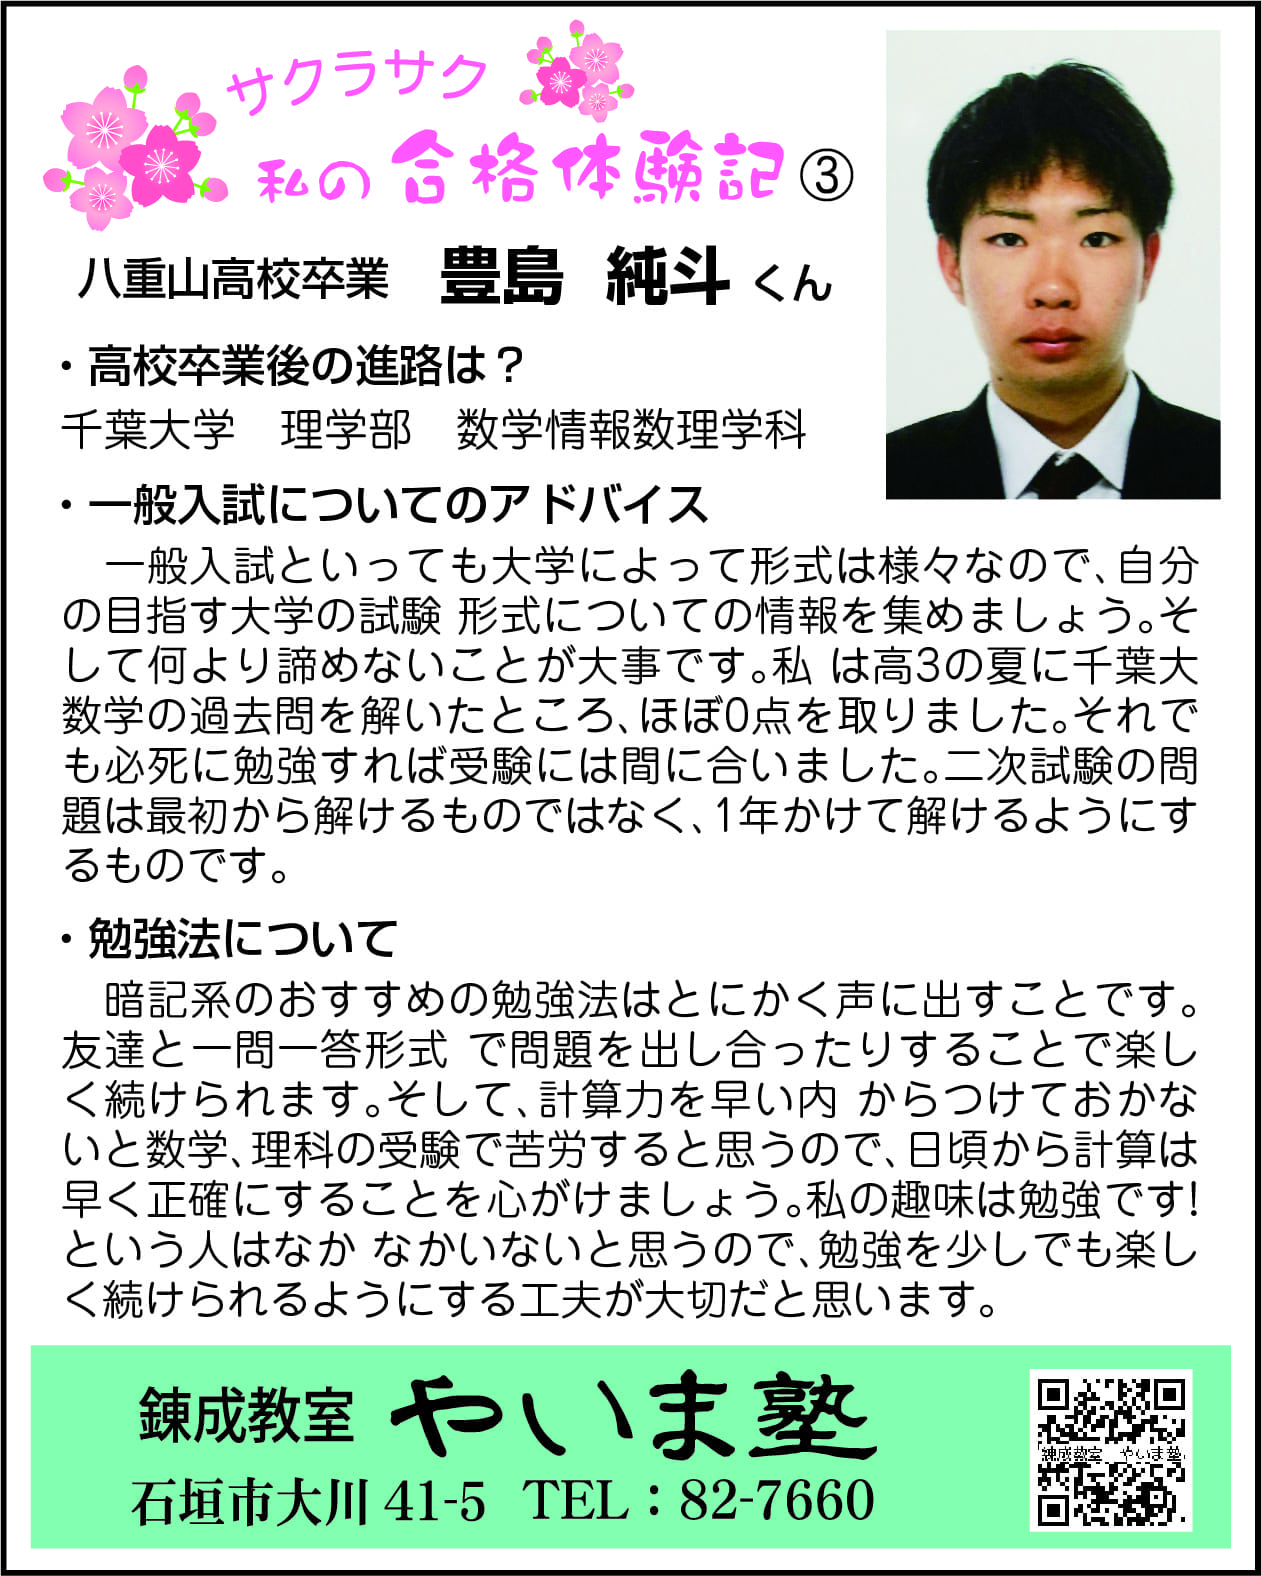 サクラサク
私の合格体験記③
八重山高校卒業　豊島　純斗くん
・高校卒業後の進路は？
千葉大学　理学部　数学情報数理学科
・一般入試についてのアドバイス
　一般入試といっても大学によって形式は様々なので、自分
の目指す大学の試験 形式についての情報を集めましょう。そ
して何より諦めないことが大事です。私 は高3の夏に千葉大
数学の過去問を解いたところ、ほぼ0点を取りました。それで
も必死に勉強すれば受験には間に合いました。二次試験の問
題は最初から解けるものではなく、1年かけて解けるようにす
るものです。
・勉強法について
　暗記系のおすすめの勉強法はとにかく声に出すことです。
友達と一問一答形式 で問題を出し合ったりすることで楽し
く続けられます。そして、計算力を早い内 からつけておかな
いと数学、理科の受験で苦労すると思うので、日頃から計算は
早く正確にすることを心がけましょう。私の趣味は勉強です!
という人はなか なかいないと思うので、勉強を少しでも楽し
く続けられるようにする工夫が大切だと思います。
錬成教室 やいま塾
石垣市大川 41-5 TEL：82-7660
錬成教室 やいま塾